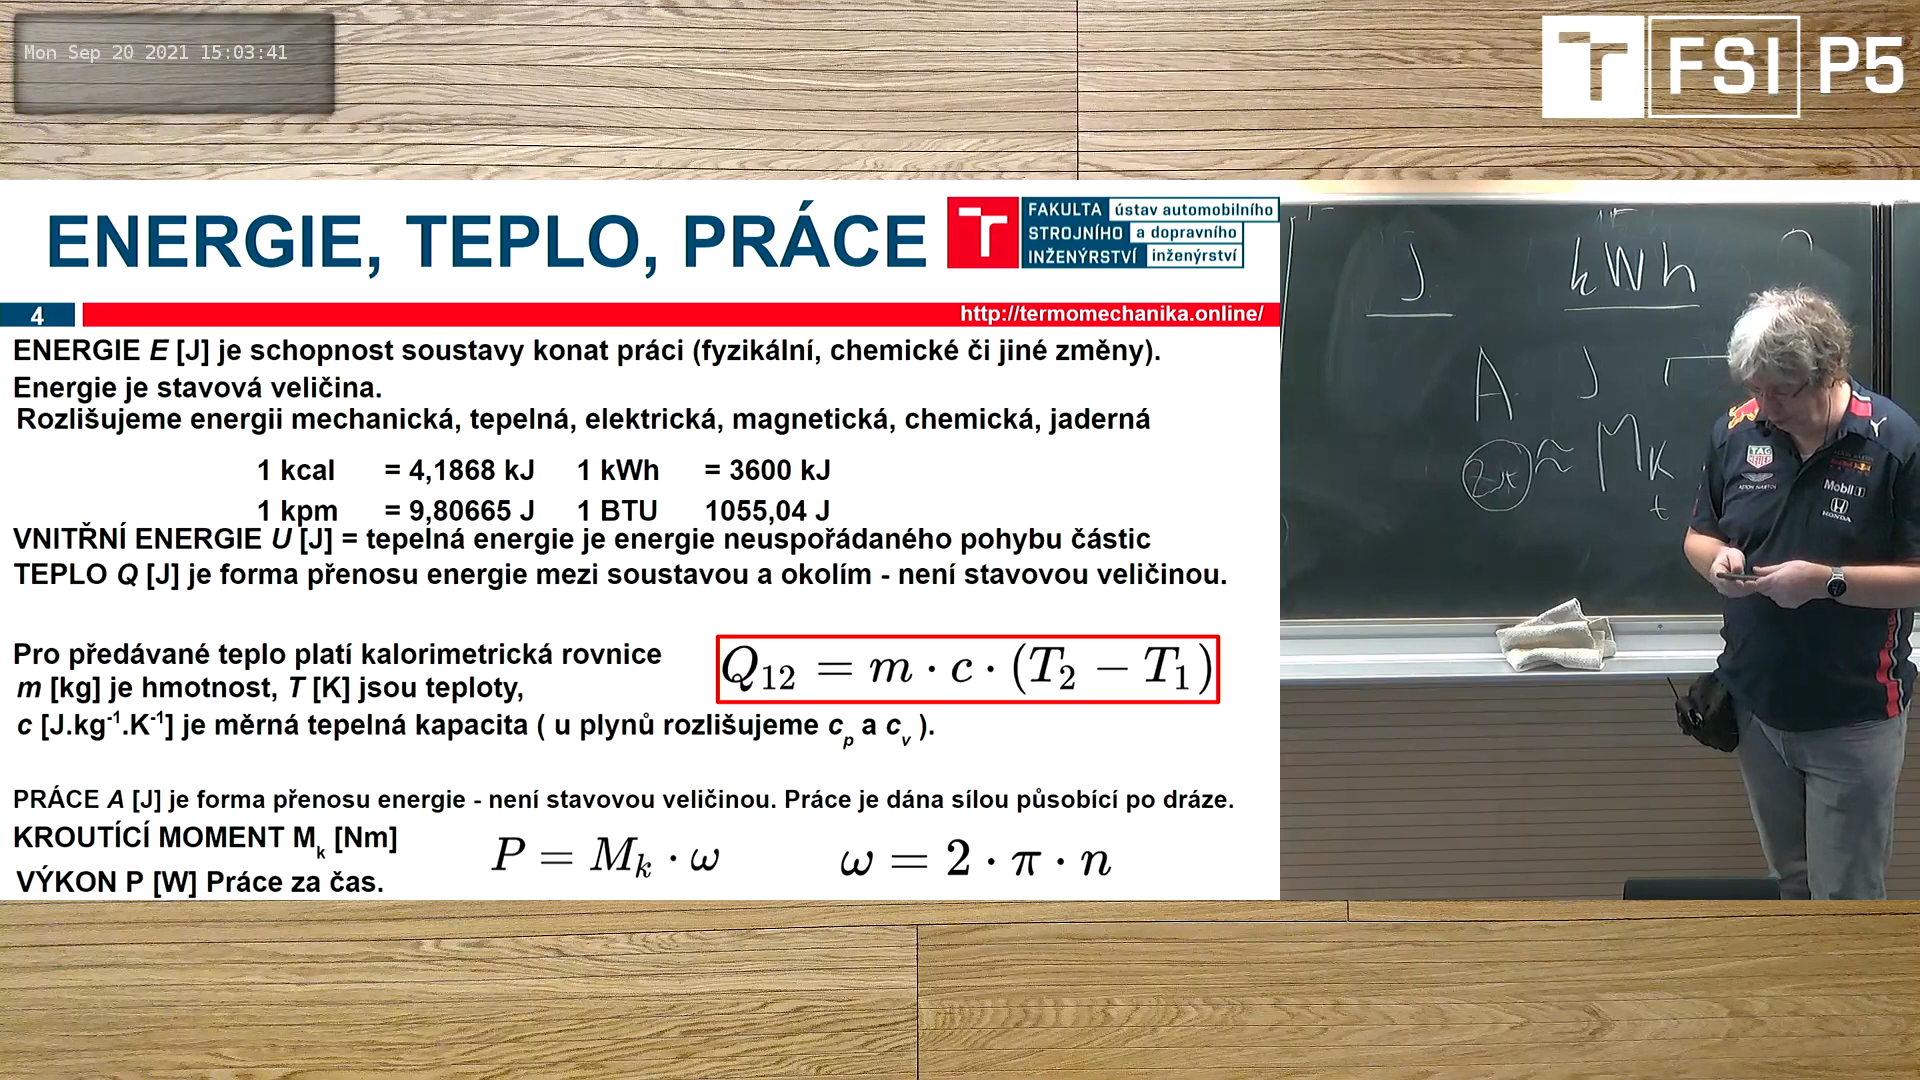 Mon Sep 20 2021 15:03:41
T FSI P5
ENERGIE, TEPLO, PRÁCE
T FAKULTA ústav automobilního
STROJNÍHO a dopravního
INŽENÝRSTVÍ inženýrství
4
http://termomechanika.online/
ENERGIE E [J] je schopnost soustavy konat práci (fyzikální, chemické či jiné změny).
Energie je stavová veličina.
Rozlišujeme energii mechanická, tepelná, elektrická, magnetická, chemická, jaderná
1 kcal = 4,1868 kJ 1 kWh = 3600 kJ
1 kpm = 9,80665 J 1 BTU 1055,04 J
VNITŘNÍ ENERGIE U [J] = tepelná energie je energie neuspořádaného pohybu částic
TEPLO Q [J] je forma přenosu energie mezi soustavou a okolím - není stavovou veličinou.
Pro předávané teplo platí kalorimetrická rovnice
Q₁₂ = m · c · (T₂ − T₁)
m [kg] je hmotnost, T [K] jsou teploty,
c [J.kg⁻¹.K⁻¹] je měrná tepelná kapacita ( u plynů rozlišujeme cₚ a cᵥ ).
PRÁCE A [J] je forma přenosu energie - není stavovou veličinou. Práce je dána sílou působící po dráze.
KROUTÍCÍ MOMENT Mₖ [Nm]
P = Mₖ · ω
ω = 2 · π · n
VÝKON P [W] Práce za čas.
J kWh
A J
≈ Mₖ
t
TAG
HEUER
ASTON MARTIN
Mobil 1
HONDA